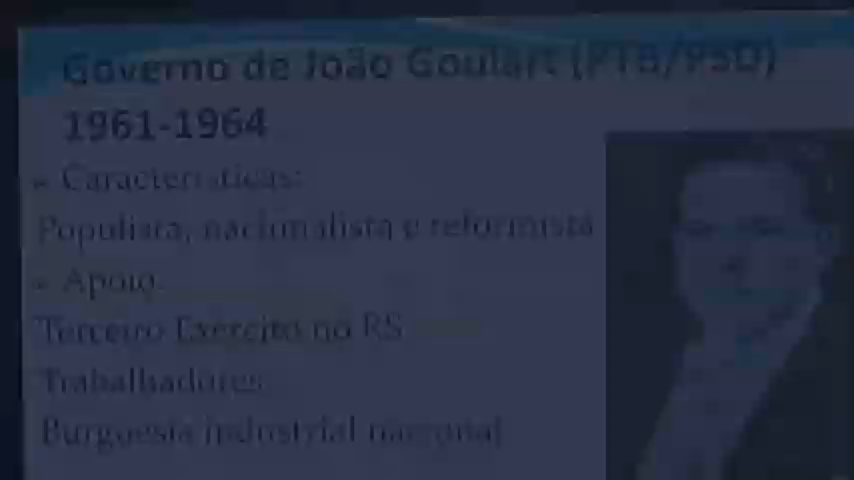 Governo de João Goulart (PTB/PSD)
1961-1964
Características:
Populista, nacionalista e reformista
Apoio:
Terceiro Exército no RS
Trabalhadores
Burguesia industrial nacional